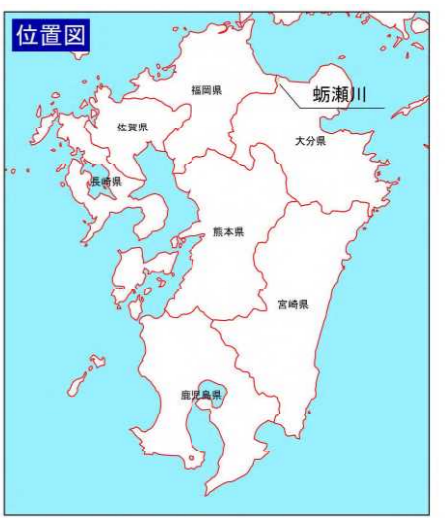 位置図
福岡県
蛎瀬川
佐賀県
大分県
長崎県
熊本県
宮崎県
鹿児島県